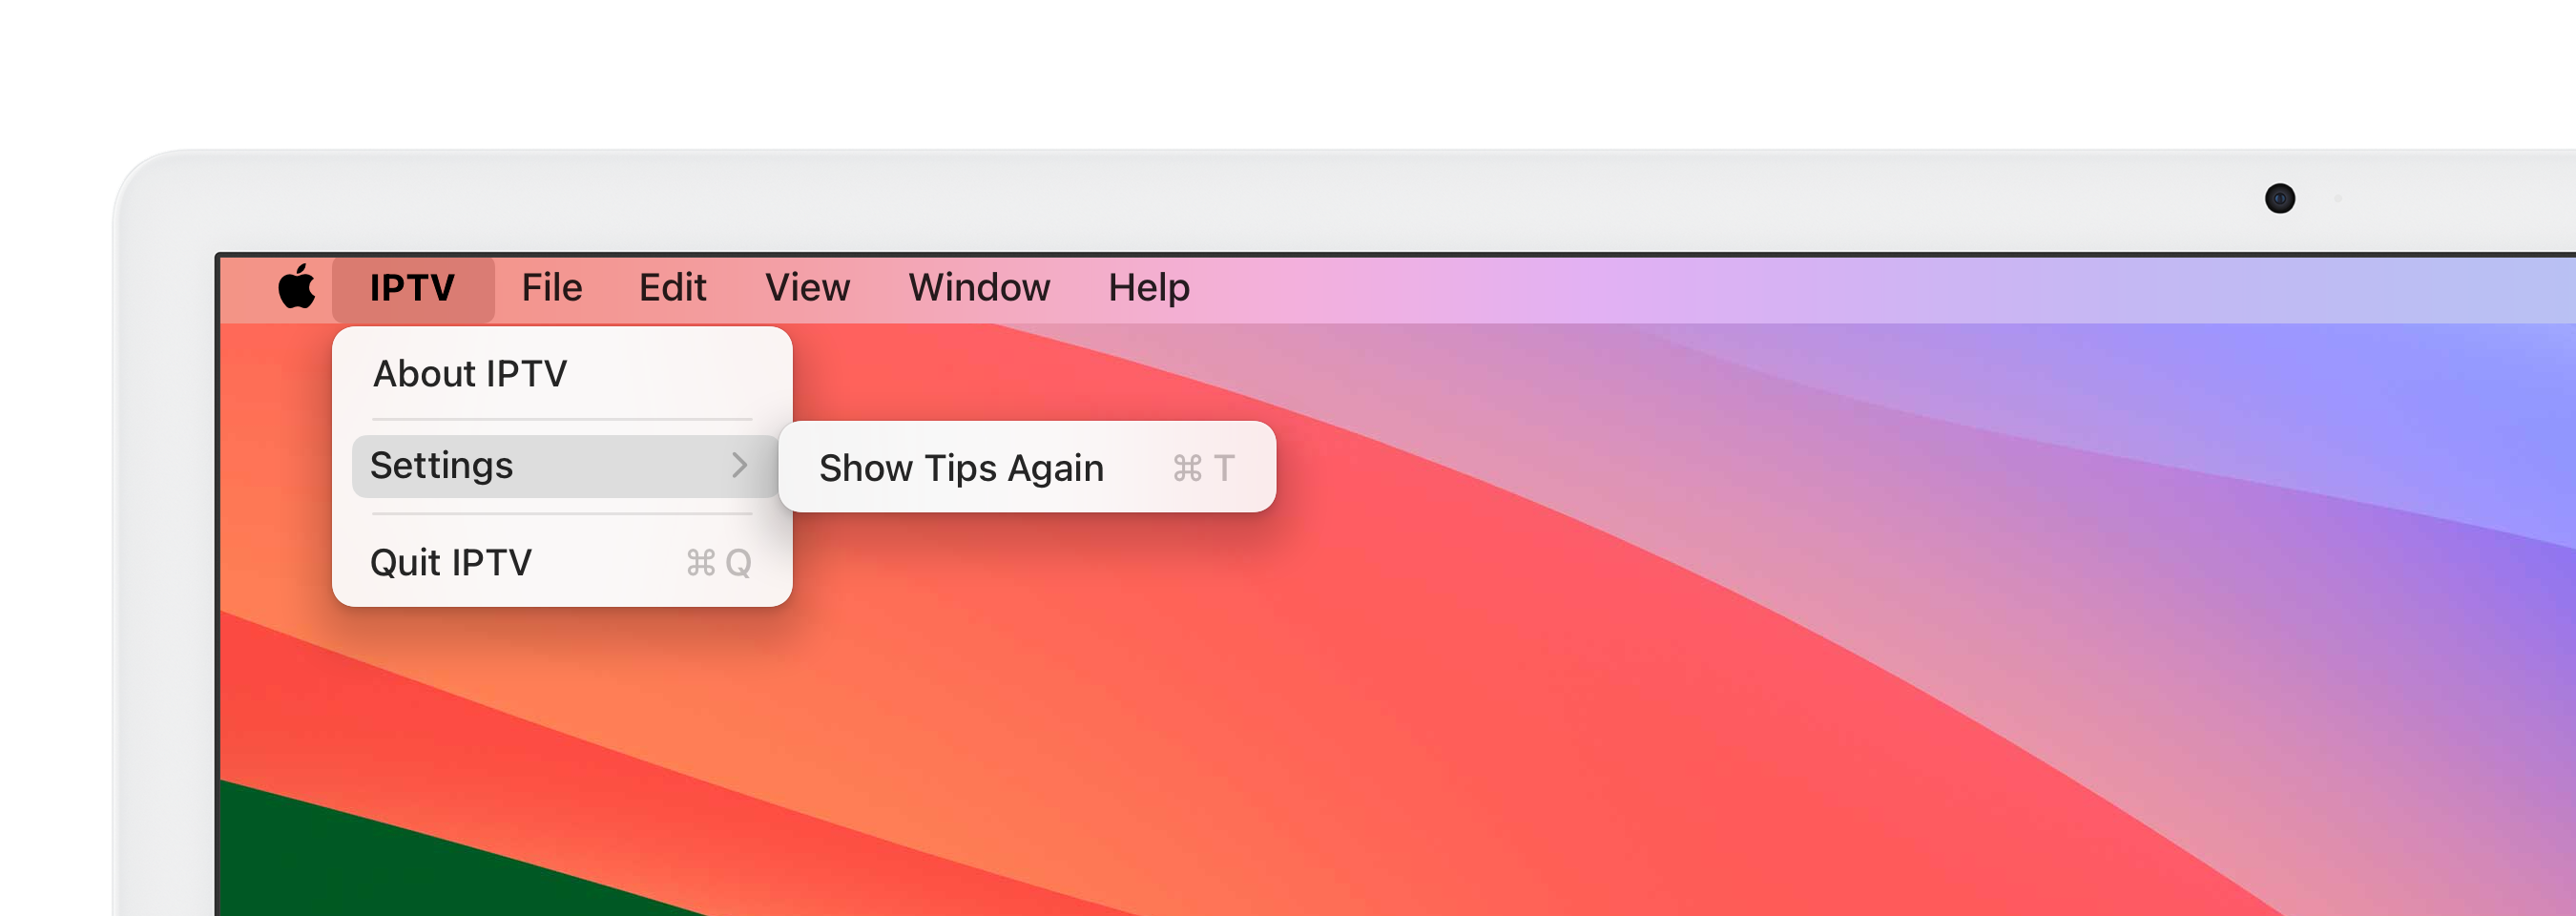 IPTV File Edit View Window Help
About IPTV
Settings
Show Tips Again ⌘ T
Quit IPTV ⌘ Q